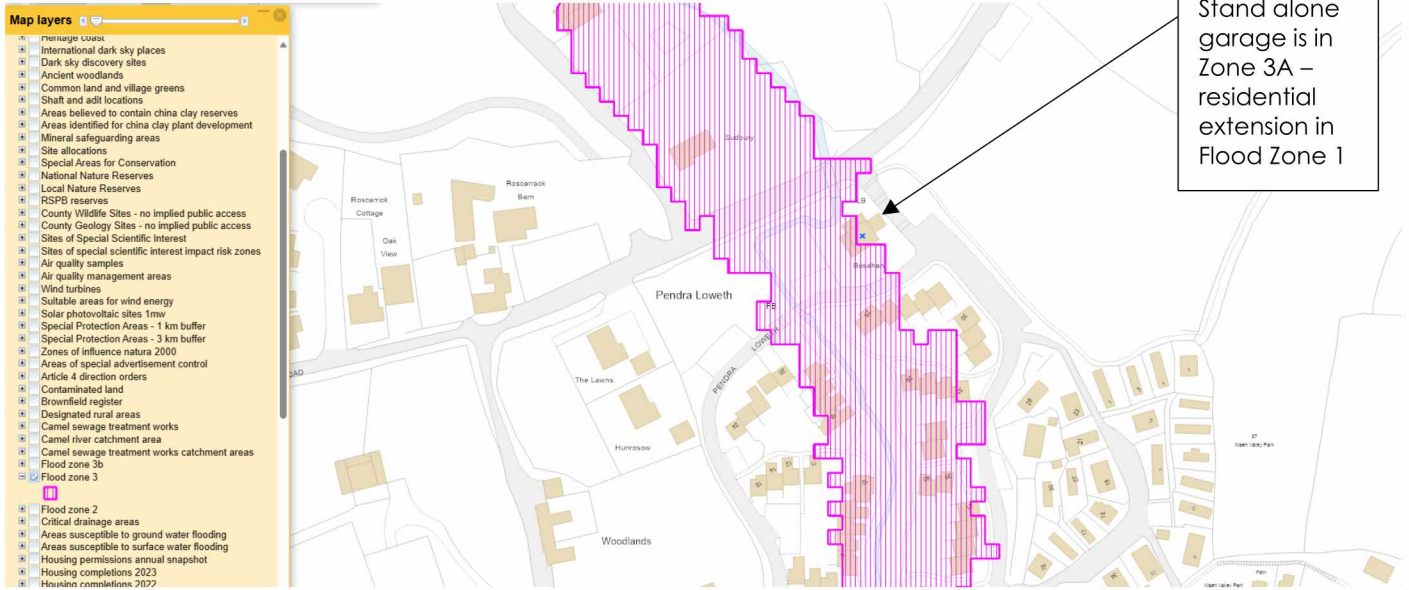 Map layers
Heritage coast
International dark sky places
Dark sky discovery sites
Ancient woodlands
Common land and village greens
Shaft and adit locations
Areas believed to contain china clay reserves
Areas identified for china clay plant development
Mineral safeguarding areas
Site allocations
Special Areas for Conservation
National Nature Reserves
Local Nature Reserves
RSPB reserves
County Wildlife Sites - no implied public access
County Geology Sites - no implied public access
Sites of Special Scientific Interest
Sites of special scientific interest impact risk zones
Air quality samples
Air quality management areas
Wind turbines
Suitable areas for wind energy
Solar photovoltaic sites 1mw
Special Protection Areas - 1 km buffer
Special Protection Areas - 3 km buffer
Zones of influence natura 2000
Areas of special advertisement control
Article 4 direction orders
Contaminated land
Brownfield register
Designated rural areas
Camel sewage treatment works
Camel river catchment area
Camel sewage treatment works catchment areas
Flood zone 3b
Flood zone 3
Flood zone 2
Critical drainage areas
Areas susceptible to ground water flooding
Areas susceptible to surface water flooding
Housing permissions annual snapshot
Housing completions 2023
Housing completions 2022
Stand alone
garage is in
Zone 3A –
residential
extension in
Flood Zone 1
Sudbury
Roscarrick
Cottage
Roscarrack
Barn
Oak
View
LB
Bosahan
Pendra Loweth
FB
LOWETH
PENDRA
The Lawns
Hunrosow
Woodlands
Maen Valley Park
Path
Maen Valley Park